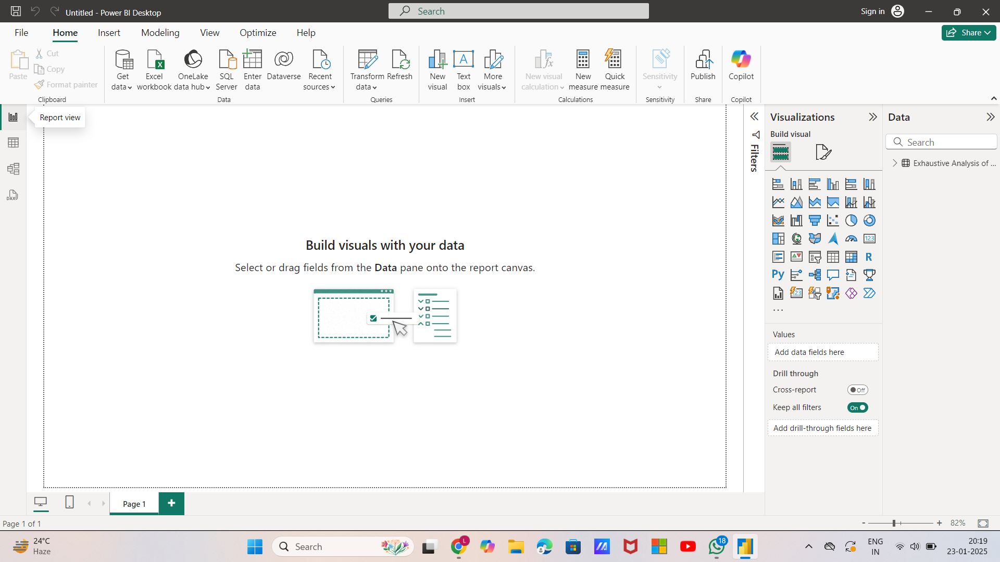 Untitled - Power BI Desktop
Search
Sign in
File Home Insert Modeling View Optimize Help
Share
Paste
Cut
Copy
Format painter
Clipboard
Get data
Excel workbook
OneLake data hub
SQL Server
Enter data
Dataverse
Recent sources
Data
Transform data
Refresh
Queries
New visual
A
Text box
More visuals
Insert
fx
New visual calculation
New measure
Quick measure
Calculations
Sensitivity
Sensitivity
Publish
Share
Copilot
Copilot
Report view
DAX
Build visuals with your data
Select or drag fields from the Data pane onto the report canvas.
Filters
Visualizations
Build visual
123
R
Py
123
...
Values
Add data fields here
Drill through
Cross-report
Off
Keep all filters
On
Add drill-through fields here
Data
Search
Exhaustive Analysis of ...
Page 1
+
Page 1 of 1
- + 82%
24°C
Haze
Search
L
18
ENG
IN
20:19
23-01-2025